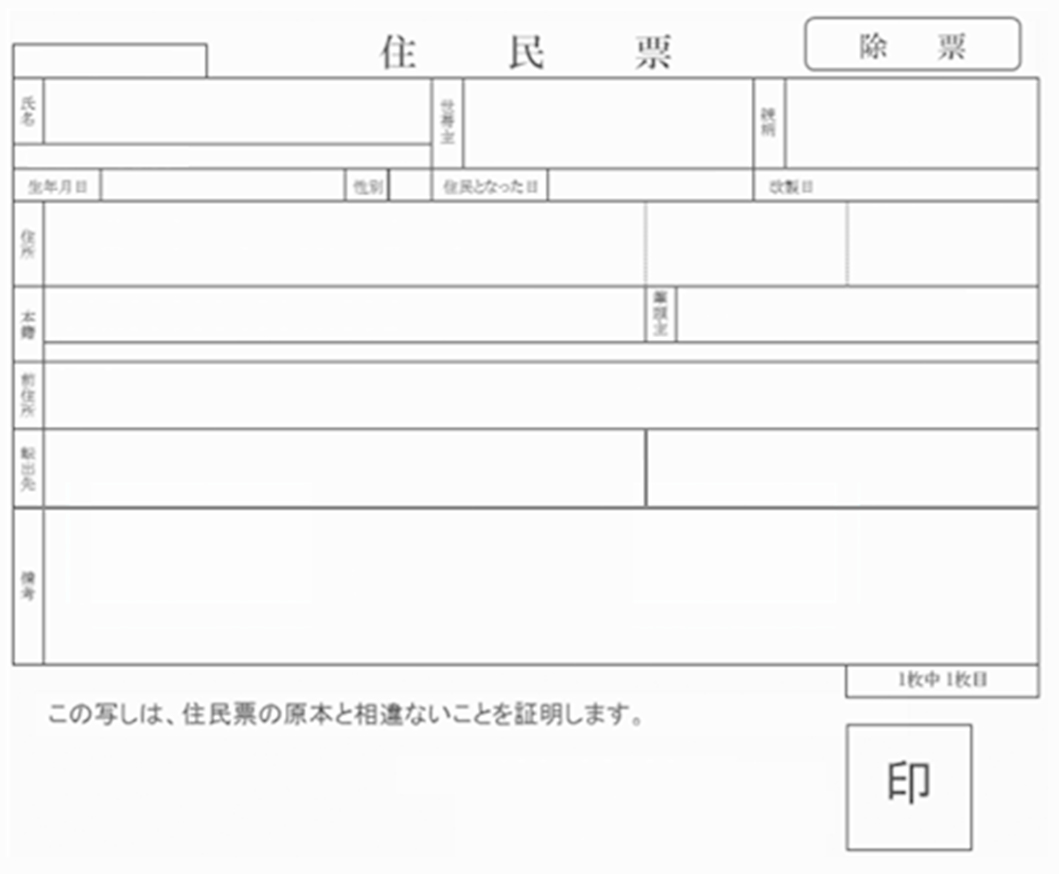 住民票
除票
氏名
世帯主
続柄
生年月日
性別
住民となった日
改製日
住所
本籍
筆頭主
前住所
転出先
備考
1枚中 1枚目
この写しは、住民票の原本と相違ないことを証明します。
印